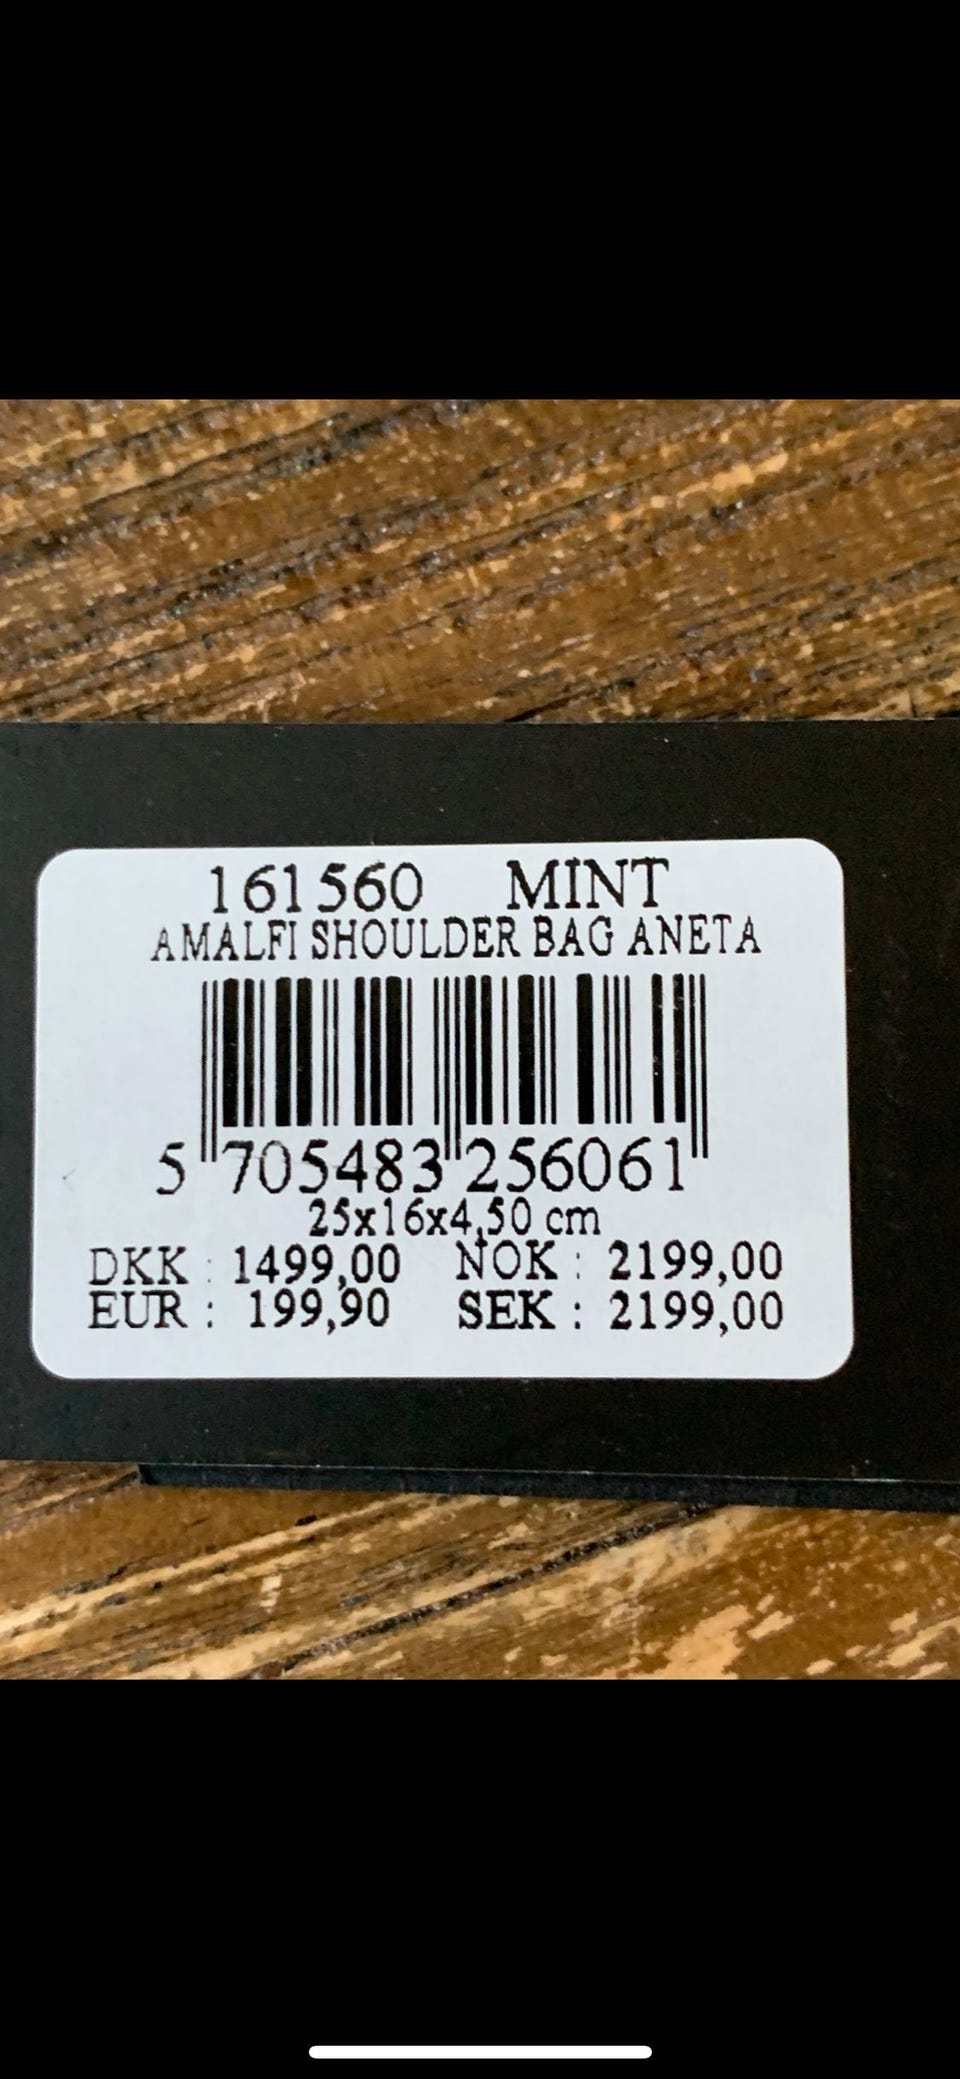 161560 MINT
AMALFI SHOULDER BAG ANETA
5 705483 256061
25x16x4,50 cm
DKK : 1499,00 NOK : 2199,00
EUR : 199,90 SEK : 2199,00